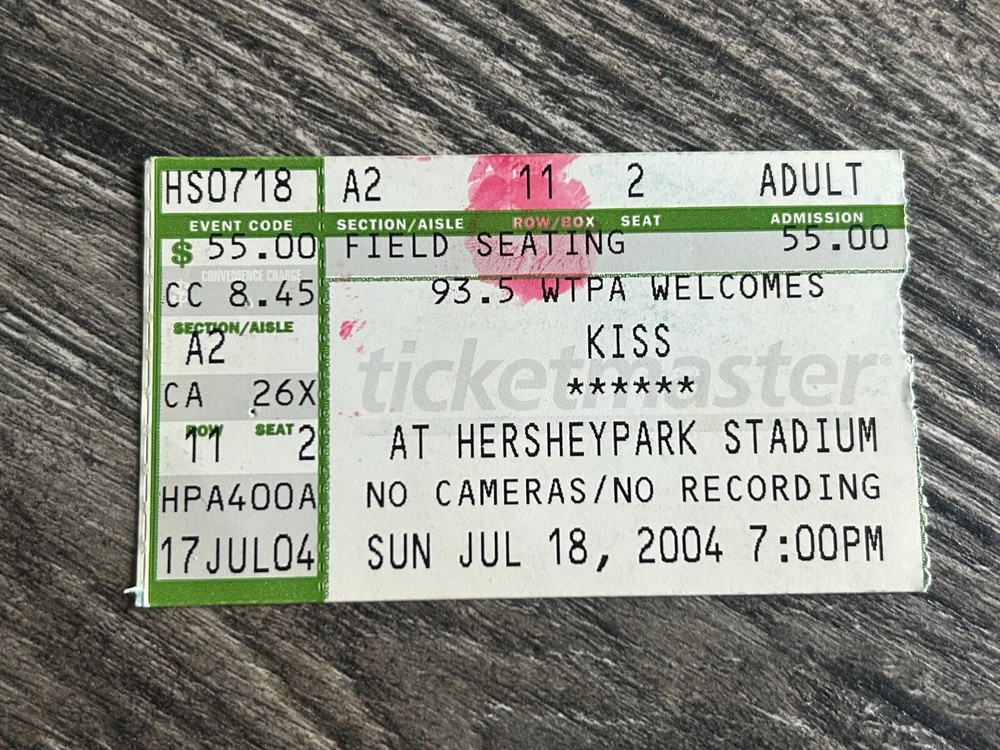 HS0718
EVENT CODE
$ 55.00
CONVENIENCE CHARGE
CC 8.45
SECTION/AISLE
A2
CA 26X
ROW SEAT
11 2
HPA400A
17JUL04
A2 11 2 ADULT
SECTION/AISLE ROW/BOX SEAT ADMISSION
FIELD SEATING 55.00
93.5 WTPA WELCOMES
KISS
ticketmaster®
******
AT HERSHEYPARK STADIUM
NO CAMERAS/NO RECORDING
SUN JUL 18, 2004 7:00PM